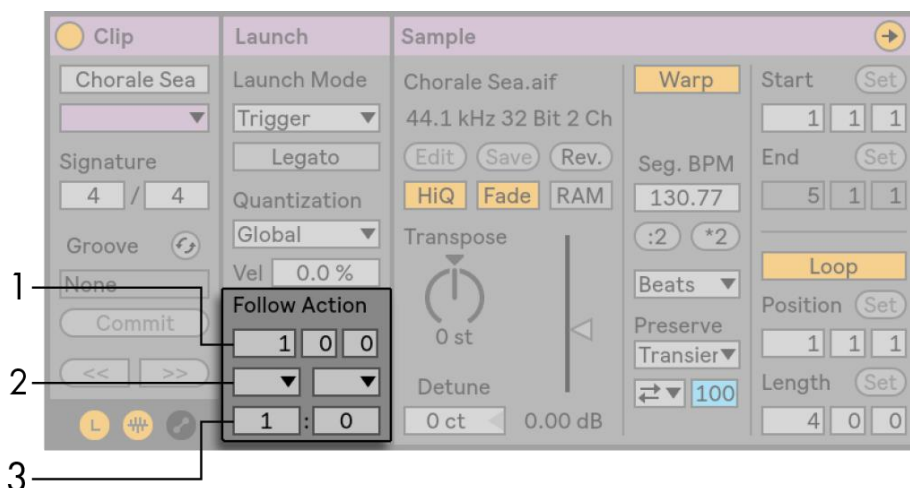 Clip
Chorale Sea
Signature
4 / 4
Groove
None
Commit
<< >>
L
Launch
Launch Mode
Trigger
Legato
Quantization
Global
Vel 0.0 %
Follow Action
1 0 0
1 : 0
Sample
Chorale Sea.aif
44.1 kHz 32 Bit 2 Ch
Edit Save Rev.
HiQ Fade RAM
Transpose
0 st
Detune
0 ct 0.00 dB
Warp
Seg. BPM
130.77
:2 *2
Beats
Preserve
Transier
100
Start Set
1 1 1
End Set
5 1 1
Loop
Position Set
1 1 1
Length Set
4 0 0
1
2
3